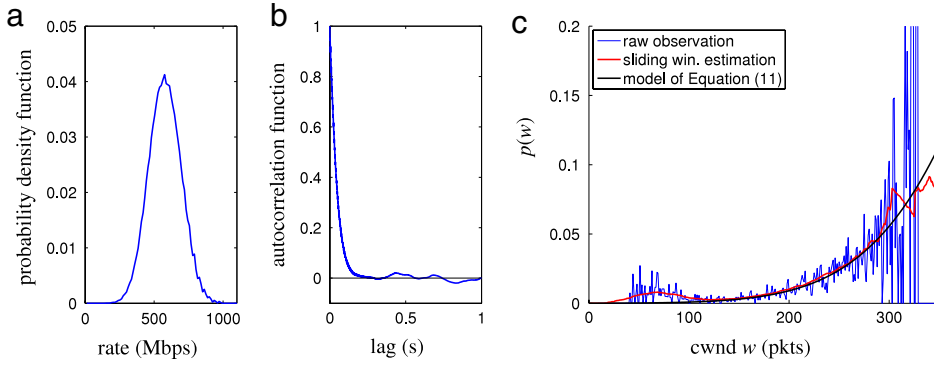 a
0.05
0.04
0.03
0.02
0.01
0
0
500
1000
probability density function
rate (Mbps)
b
1
0.8
0.6
0.4
0.2
0
0
0.5
1
autocorrelation function
lag (s)
c
0.2
0.15
0.1
0.05
0
0
100
200
300
p(w)
cwnd w (pkts)
raw observation
sliding win. estimation
model of Equation (11)